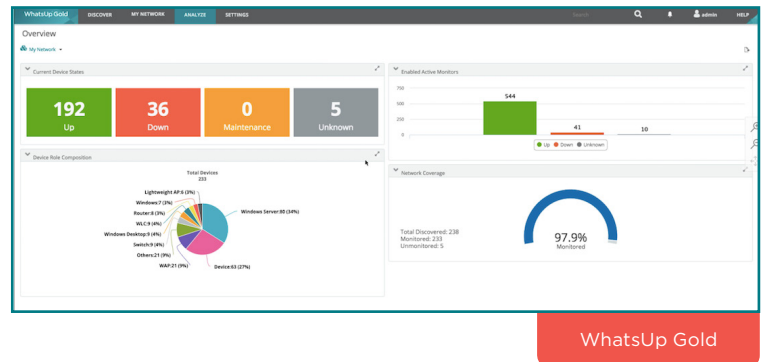 WhatsUp Gold DISCOVER MY NETWORK ANALYZE SETTINGS Search admin HELP
Overview
My Network
Current Device States
192
Up
36
Down
0
Maintenance
5
Unknown
Enabled Active Monitors
750
500
250
0
544
41
10
Up Down Unknown
Device Role Composition
Total Devices
233
Lightweight AP:6 (3%)
Windows:7 (3%)
Router:8 (3%)
WLC:9 (4%)
Windows Desktop:9 (4%)
Switch:9 (4%)
Others:21 (9%)
WAP:21 (9%)
Device:63 (27%)
Windows Server:80 (34%)
Network Coverage
Total Discovered: 238
Monitored: 233
Unmonitored: 5
97.9%
Monitored
WhatsUp Gold